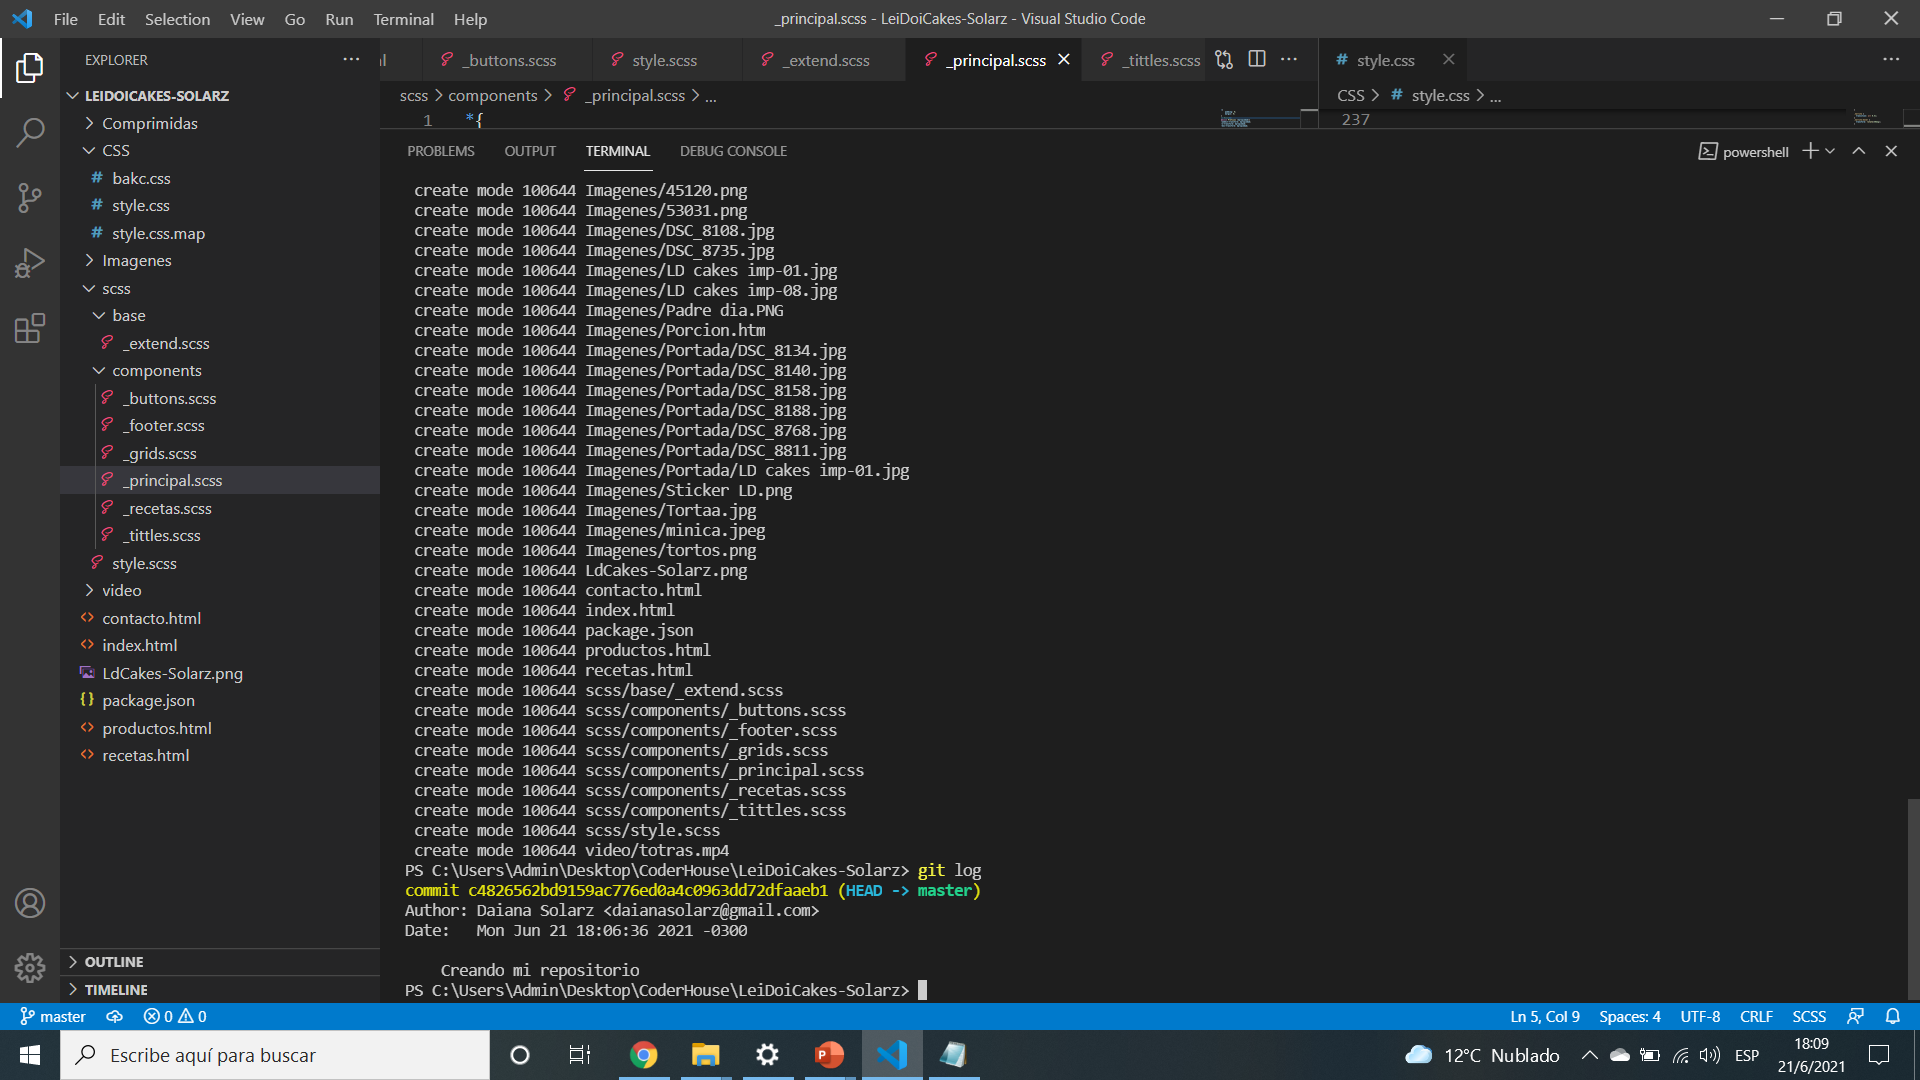 File Edit Selection View Go Run Terminal Help
_principal.scss - LeiDoiCakes-Solarz - Visual Studio Code
EXPLORER
LEIDOICAKES-SOLARZ
Comprimidas
CSS
bakc.css
style.css
style.css.map
Imagenes
scss
base
_extend.scss
components
_buttons.scss
_footer.scss
_grids.scss
_principal.scss
_recetas.scss
_tittles.scss
style.scss
video
contacto.html
index.html
LdCakes-Solarz.png
package.json
productos.html
recetas.html
OUTLINE
TIMELINE
_buttons.scss style.scss _extend.scss _principal.scss _tittles.scss
style.css
scss > components > _principal.scss > ...
CSS > # style.css > ...
1 *{
237
PROBLEMS OUTPUT TERMINAL DEBUG CONSOLE
powershell
create mode 100644 Imagenes/45120.png
create mode 100644 Imagenes/53031.png
create mode 100644 Imagenes/DSC_8108.jpg
create mode 100644 Imagenes/DSC_8735.jpg
create mode 100644 Imagenes/LD cakes imp-01.jpg
create mode 100644 Imagenes/LD cakes imp-08.jpg
create mode 100644 Imagenes/Padre dia.PNG
create mode 100644 Imagenes/Porcion.htm
create mode 100644 Imagenes/Portada/DSC_8134.jpg
create mode 100644 Imagenes/Portada/DSC_8140.jpg
create mode 100644 Imagenes/Portada/DSC_8158.jpg
create mode 100644 Imagenes/Portada/DSC_8188.jpg
create mode 100644 Imagenes/Portada/DSC_8768.jpg
create mode 100644 Imagenes/Portada/DSC_8811.jpg
create mode 100644 Imagenes/Portada/LD cakes imp-01.jpg
create mode 100644 Imagenes/Sticker LD.png
create mode 100644 Imagenes/Tortaa.jpg
create mode 100644 Imagenes/minica.jpeg
create mode 100644 Imagenes/tortos.png
create mode 100644 LdCakes-Solarz.png
create mode 100644 contacto.html
create mode 100644 index.html
create mode 100644 package.json
create mode 100644 productos.html
create mode 100644 recetas.html
create mode 100644 scss/base/_extend.scss
create mode 100644 scss/components/_buttons.scss
create mode 100644 scss/components/_footer.scss
create mode 100644 scss/components/_grids.scss
create mode 100644 scss/components/_principal.scss
create mode 100644 scss/components/_recetas.scss
create mode 100644 scss/components/_tittles.scss
create mode 100644 scss/style.scss
create mode 100644 video/totras.mp4
PS C:\Users\Admin\Desktop\CoderHouse\LeiDoiCakes-Solarz> git log
commit c4826562bd9159ac776ed0a4c0963dd72dfaaeb1 (HEAD -> master)
Author: Daiana Solarz <daianasolarz@gmail.com>
Date:   Mon Jun 21 18:06:36 2021 -0300
Creando mi repositorio
PS C:\Users\Admin\Desktop\CoderHouse\LeiDoiCakes-Solarz>
master 0 0
Ln 5, Col 9 Spaces: 4 UTF-8 CRLF SCSS
Escribe aquí para buscar
12°C Nublado
ESP
18:09
21/6/2021